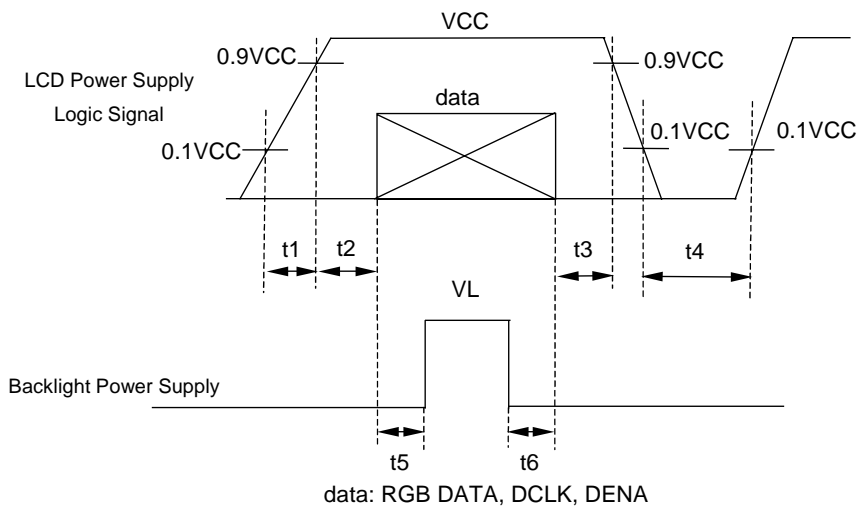 VCC
0.9VCC
0.9VCC
LCD Power Supply
Logic Signal
data
0.1VCC
0.1VCC
0.1VCC
t1
t2
t3
t4
VL
Backlight Power Supply
t5
t6
data: RGB DATA, DCLK, DENA